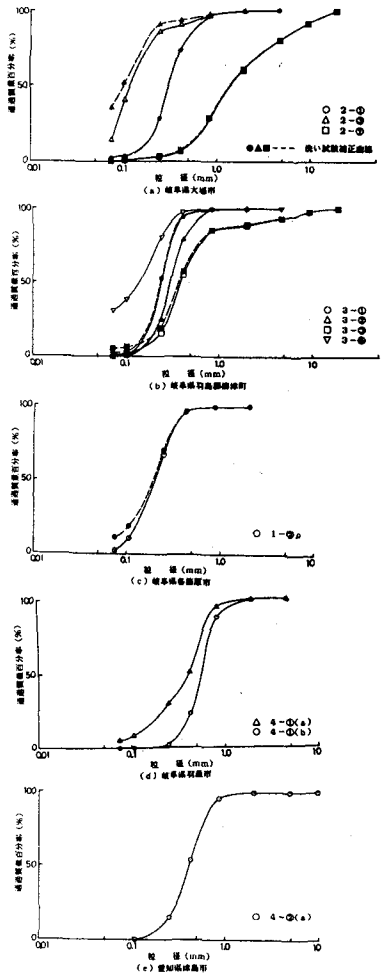 通過質量百分率(%)
100
50
0
0.01
0.1
1.0
10
粒 径(mm)
(a)岐阜県大垣市
○ 2-①
△ 2-②
□ 2-⑦
●▲■--- 洗い試験補正曲線
通過質量百分率(%)
100
50
0
0.01
0.1
1.0
10
粒 径(mm)
(b)岐阜県羽島郡柳津町
○ 3-①
△ 3-②
□ 3-③
▽ 3-④
通過質量百分率(%)
100
50
0
0.01
0.1
1.0
10
粒 径(mm)
(c)岐阜県各務原市
通過質量百分率(%)
100
50
0
0.01
0.1
1.0
10
粒 径(mm)
(d)岐阜県羽島市
△ 4-①(a)
○ 4-①(b)
通過質量百分率(%)
100
50
0
0.01
0.1
1.0
10
粒 径(mm)
(e)愛知県津島市
○ 4-③(a)